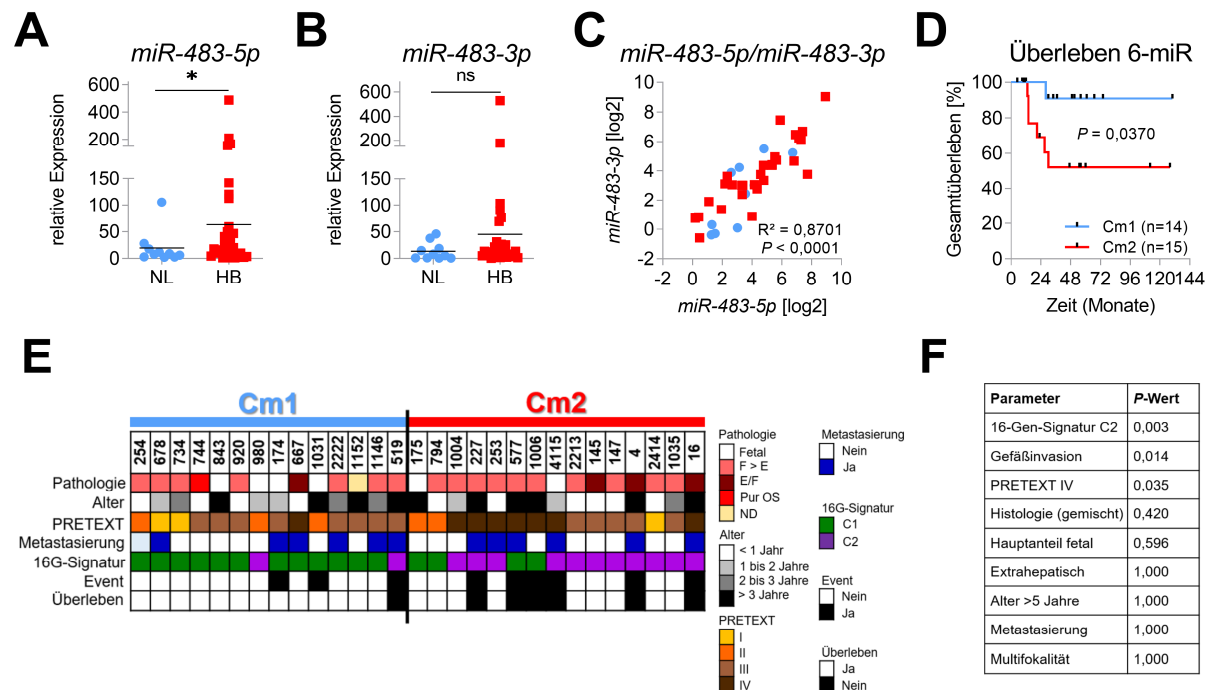 A
miR-483-5p
*
relative Expression
600
400
200
150
100
50
0
NL
HB
B
miR-483-3p
ns
relative Expression
600
400
200
150
100
50
0
NL
HB
C
miR-483-5p/miR-483-3p
miR-483-3p [log2]
10
8
6
4
2
0
-2
R² = 0,8701
P < 0,0001
-2 0 2 4 6 8 10
miR-483-5p [log2]
D
Überleben 6-miR
Gesamtüberleben [%]
100
80
60
40
20
0
P = 0,0370
Cm1 (n=14)
Cm2 (n=15)
0 24 48 72 96 120 144
Zeit (Monate)
E
Cm1 Cm2
254 678 734 744 843 920 980 174 667 1031 2222 1152 1146 519 175 794 1004 227 253 577 1006 4115 2213 145 147 4 2414 1035 16
Pathologie
Alter
PRETEXT
Metastasierung
16G-Signatur
Event
Überleben
Pathologie
Fetal
F > E
E/F
Pur OS
ND
Alter
< 1 Jahr
1 bis 2 Jahre
2 bis 3 Jahre
> 3 Jahre
PRETEXT
I
II
III
IV
Metastasierung
Nein
Ja
16G-Signatur
C1
C2
Event
Nein
Ja
Überleben
Ja
Nein
F
Parameter P-Wert
16-Gen-Signatur C2 0,003
Gefäßinvasion 0,014
PRETEXT IV 0,035
Histologie (gemischt) 0,420
Hauptanteil fetal 0,596
Extrahepatisch 1,000
Alter >5 Jahre 1,000
Metastasierung 1,000
Multifokalität 1,000